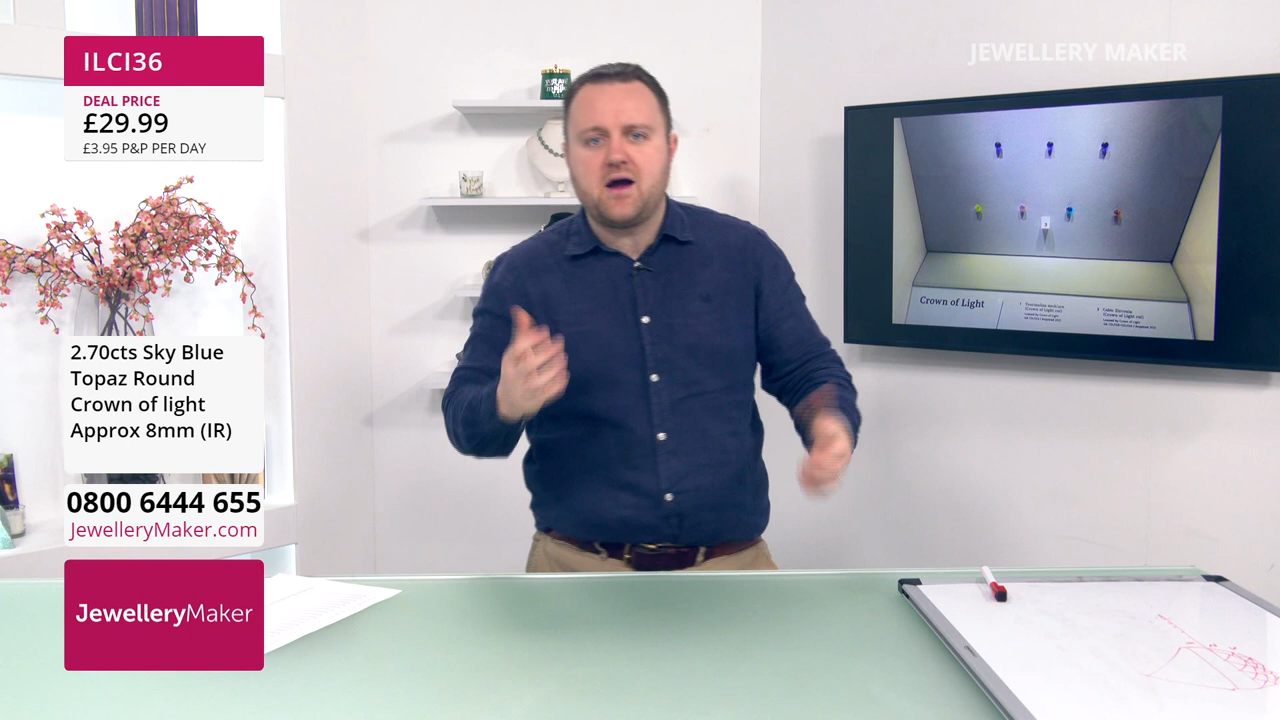 ILCI36
DEAL PRICE
£29.99
£3.95 P&P PER DAY
2.70cts Sky Blue
Topaz Round
Crown of light
Approx 8mm (IR)
0800 6444 655
JewelleryMaker.com
JewelleryMaker
JEWELLERY MAKER
Crown of Light